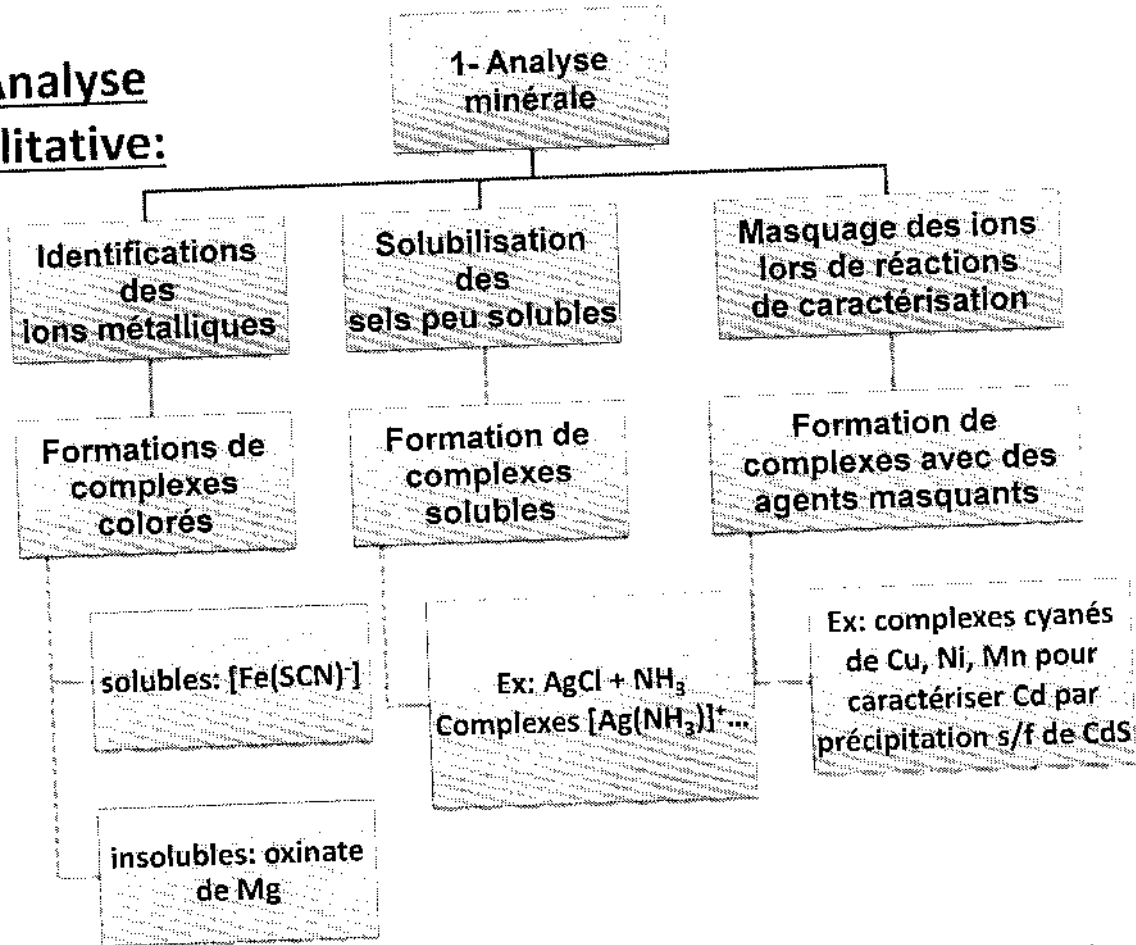 Analyse
litative:
1- Analyse
minérale
Identifications
des
Ions métalliques
Solubilisation
des
sels peu solubles
Masquage des ions
lors de réactions
de caractérisation
Formations de
complexes
colorés
Formation de
complexes
solubles
Formation de
complexes avec des
agents masquants
solubles: [Fe(SCN)⁻]
Ex: AgCl + NH₃
Complexes [Ag(NH₃)]⁺...
Ex: complexes cyanés
de Cu, Ni, Mn pour
caractériser Cd par
précipitation s/f de CdS
insolubles: oxinate
de Mg